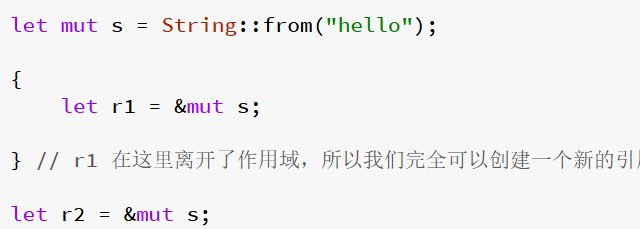 let mut s = String::from("hello");
{
    let r1 = &mut s;
} // r1 在这里离开了作用域，所以我们完全可以创建一个新的引
let r2 = &mut s;